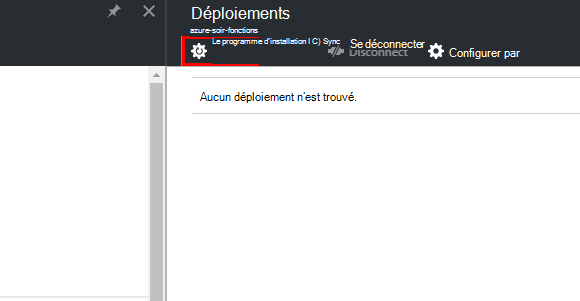 Déploiements
azure-soir-fonctions
Le programme d'installation I C) Sync
Se déconnecter
Disconnect
Configurer par
Aucun déploiement n'est trouvé.